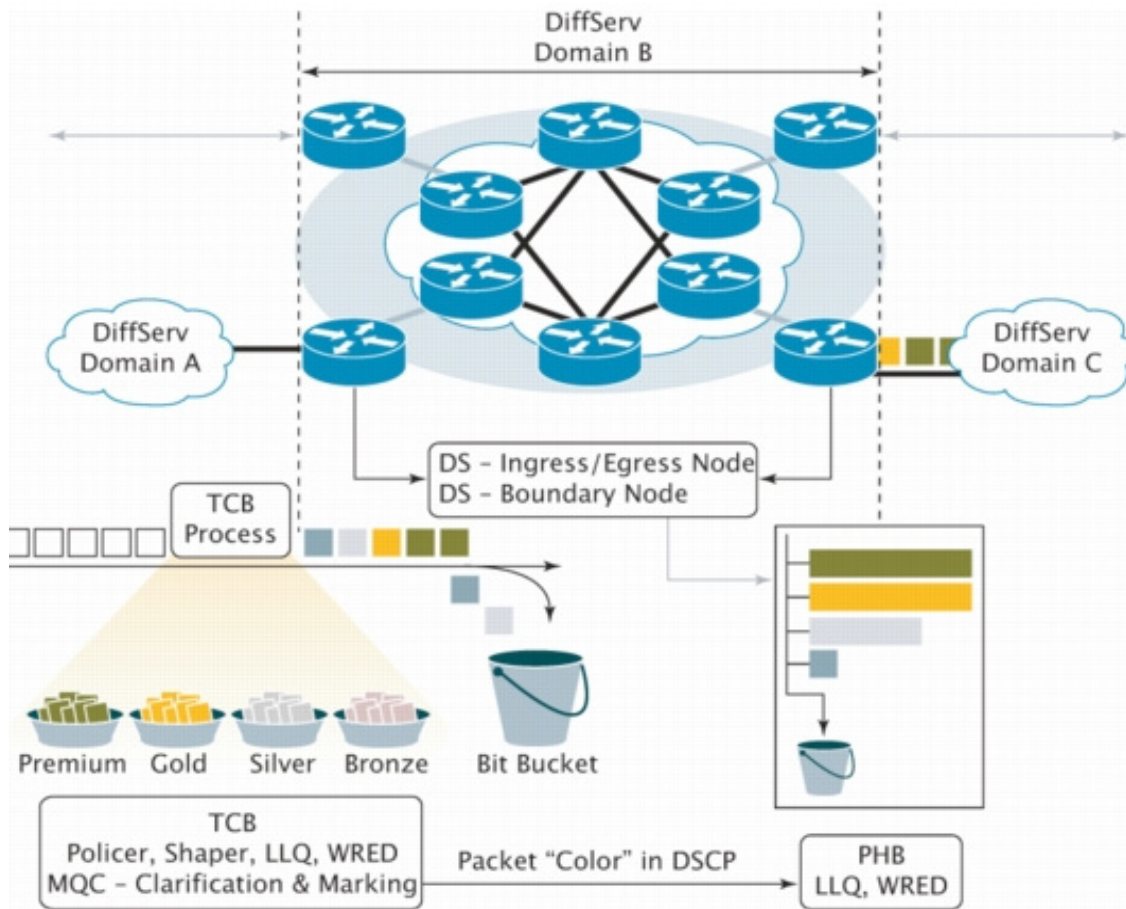 DiffServ
Domain B
DiffServ
Domain A
DiffServ
Domain C
DS – Ingress/Egress Node
DS – Boundary Node
TCB
Process
Premium
Gold
Silver
Bronze
Bit Bucket
TCB
Policer, Shaper, LLQ, WRED
MQC – Clarification & Marking
Packet “Color” in DSCP
PHB
LLQ, WRED